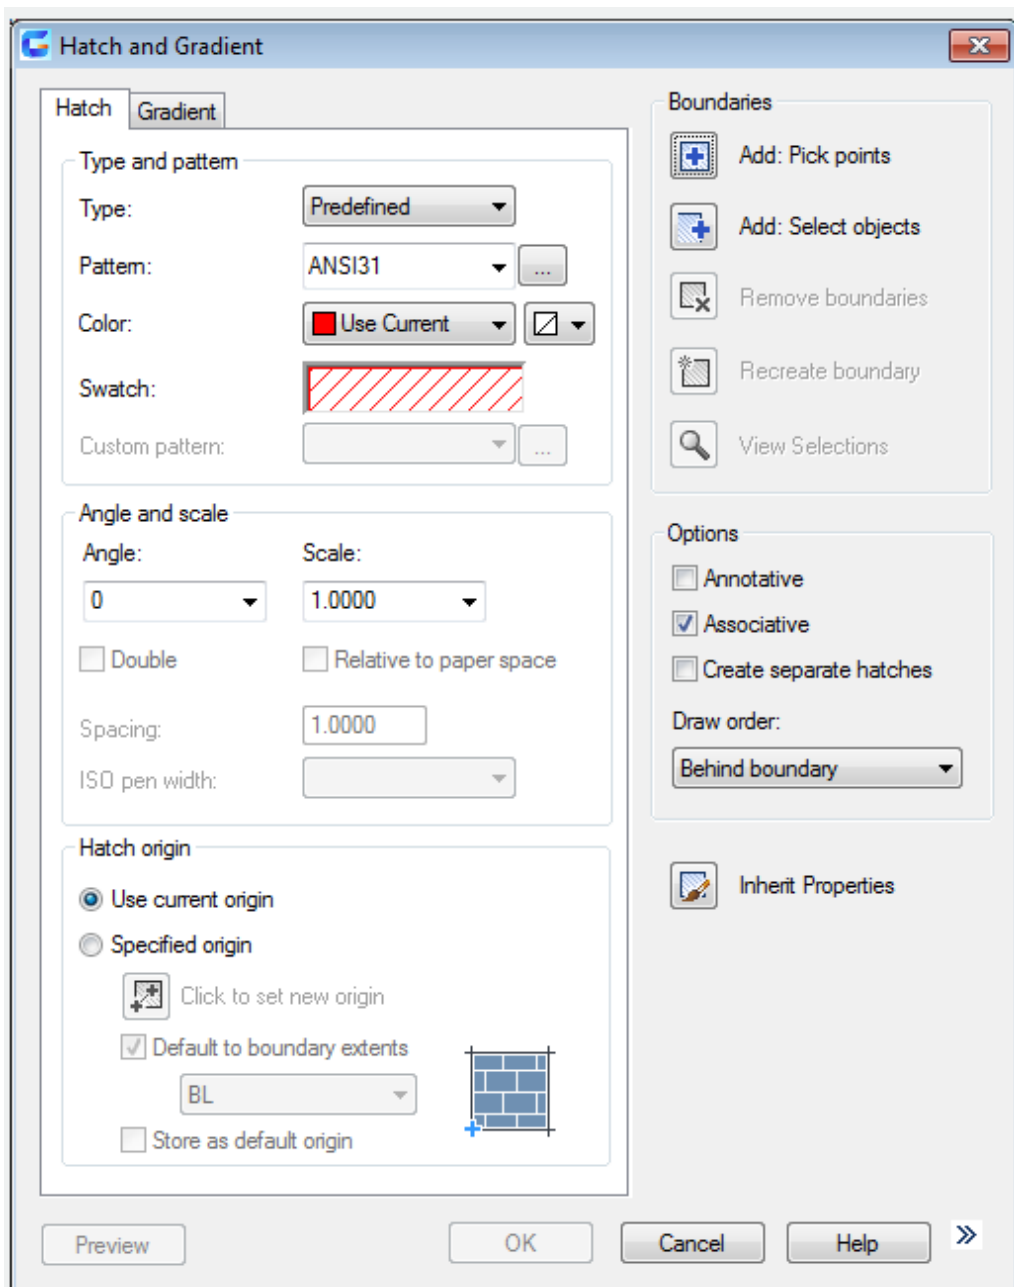 Hatch and Gradient
Hatch
Gradient
Type and pattern
Type:
Predefined
Pattern:
ANSI31
...
Color:
Use Current
Swatch:
Custom pattern:
...
Angle and scale
Angle:
Scale:
0
1.0000
Double
Relative to paper space
Spacing:
1.0000
ISO pen width:
Hatch origin
Use current origin
Specified origin
Click to set new origin
Default to boundary extents
BL
Store as default origin
Boundaries
Add: Pick points
Add: Select objects
Remove boundaries
Recreate boundary
View Selections
Options
Annotative
Associative
Create separate hatches
Draw order:
Behind boundary
Inherit Properties
Preview
OK
Cancel
Help